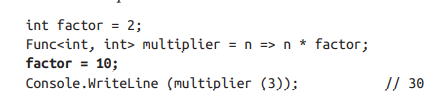 int factor = 2;
Func<int, int> multiplier = n => n * factor;
factor = 10;
Console.WriteLine (multiplier (3)); // 30